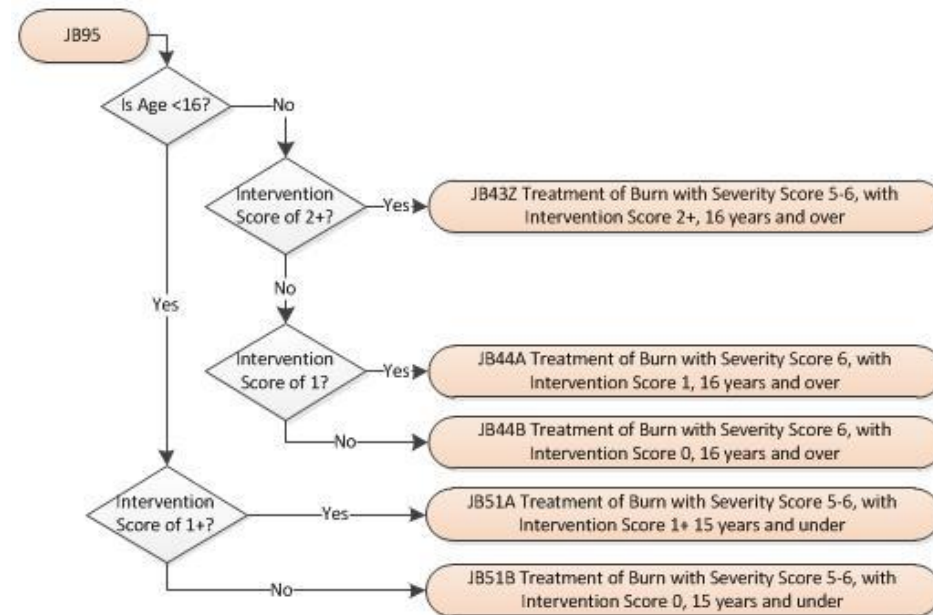 JB95
Is Age <16?
No
Intervention
Score of 2+?
Yes
JB43Z Treatment of Burn with Severity Score 5-6, with
Intervention Score 2+, 16 years and over
No
Yes
Intervention
Score of 1?
Yes
JB44A Treatment of Burn with Severity Score 6, with
Intervention Score 1, 16 years and over
No
JB44B Treatment of Burn with Severity Score 6, with
Intervention Score 0, 16 years and over
Intervention
Score of 1+?
Yes
JB51A Treatment of Burn with Severity Score 5-6, with
Intervention Score 1+ 15 years and under
No
JB51B Treatment of Burn with Severity Score 5-6, with
Intervention Score 0, 15 years and under